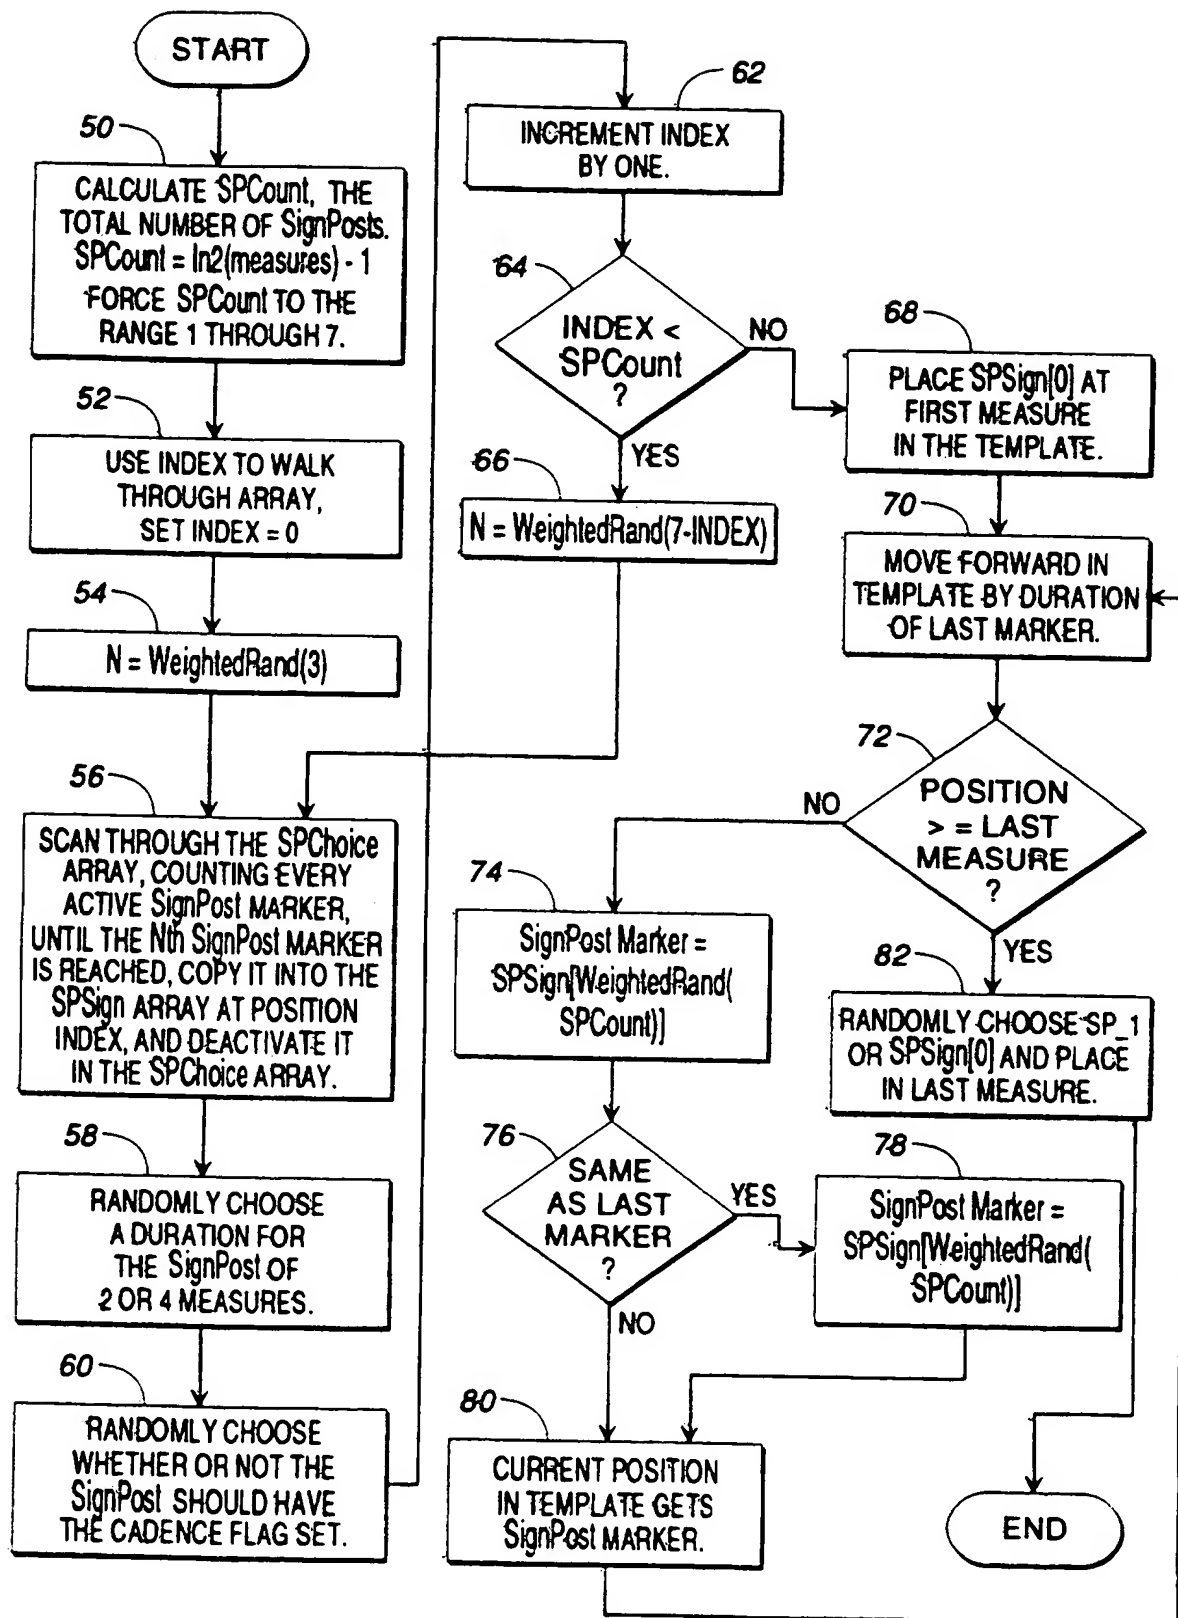 START
50
CALCULATE SPCount, THE
TOTAL NUMBER OF SignPosts.
SPCount = ln2(measures) - 1
FORCE SPCount TO THE
RANGE 1 THROUGH 7.
52
USE INDEX TO WALK
THROUGH ARRAY,
SET INDEX = 0
54
N = WeightedRand(3)
56
SCAN THROUGH THE SPChoice
ARRAY, COUNTING EVERY
ACTIVE SignPost MARKER,
UNTIL THE Nth SignPost MARKER
IS REACHED, COPY IT INTO THE
SPSign ARRAY AT POSITION
INDEX, AND DEACTIVATE IT
IN THE SPChoice ARRAY.
58
RANDOMLY CHOOSE
A DURATION FOR
THE SignPost OF
2 OR 4 MEASURES.
60
RANDOMLY CHOOSE
WHETHER OR NOT THE
SignPost SHOULD HAVE
THE CADENCE FLAG SET.
62
INCREMENT INDEX
BY ONE.
64
INDEX <
SPCount
?
NO
YES
66
N = WeightedRand(7-INDEX)
68
PLACE SPSign[0] AT
FIRST MEASURE
IN THE TEMPLATE.
70
MOVE FORWARD IN
TEMPLATE BY DURATION
OF LAST MARKER.
72
POSITION
> = LAST
MEASURE
?
NO
YES
74
SignPost Marker =
SPSign[WeightedRand(
SPCount)]
76
SAME
AS LAST
MARKER
?
YES
NO
78
SignPost Marker =
SPSign[WeightedRand(
SPCount)]
80
CURRENT POSITION
IN TEMPLATE GETS
SignPost MARKER.
82
RANDOMLY CHOOSE SP_1
OR SPSign[0] AND PLACE
IN LAST MEASURE.
END